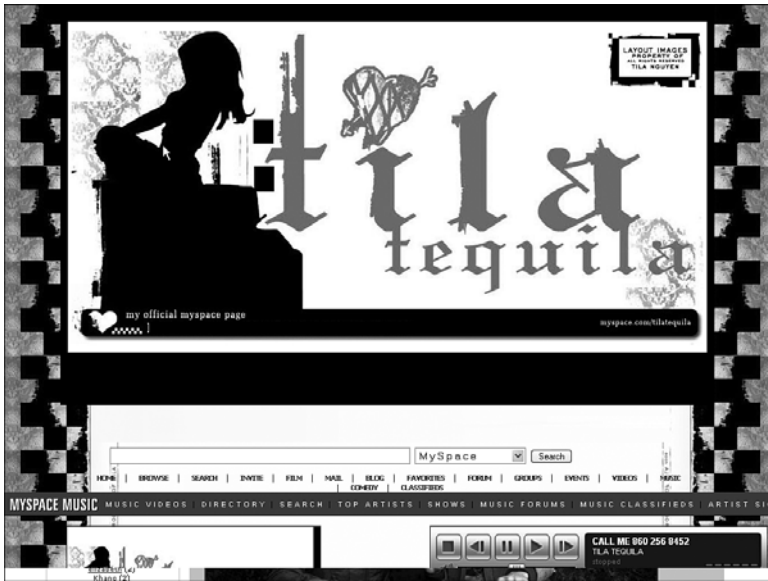 LAYOUT IMAGES
PROPERTY OF
ALL RIGHTS RESERVED
TILA NGUYEN
tila
tequila
my official myspace page
]
myspace.com/tilatequila
MySpace Search
HOME | BROWSE | SEARCH | INVITE | FILM | MAIL | BLOG | FAVORITES | FORUM | GROUPS | EVENTS | VIDEOS | MUSIC
| COMEDY | CLASSIFIEDS
MYSPACE MUSIC MUSIC VIDEOS | DIRECTORY | SEARCH | TOP ARTISTS | SHOWS | MUSIC FORUMS | MUSIC CLASSIFIEDS | ARTIST SI
CALL ME 860 256 8452
TILA TEQUILA
stopped
Khang (2)